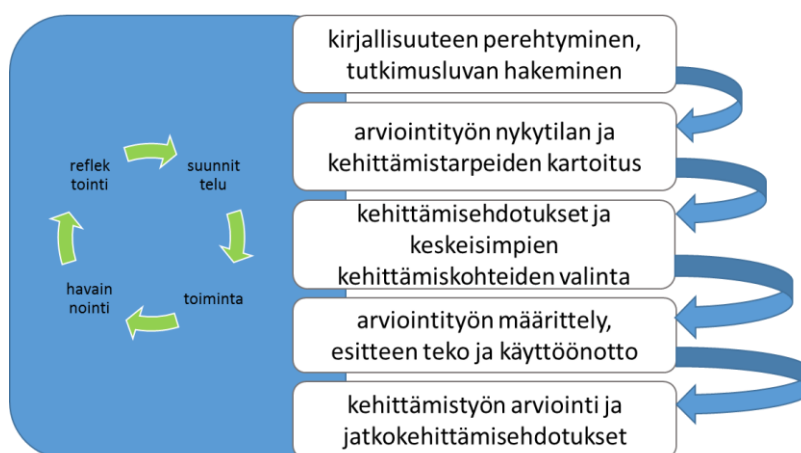 kirjallisuuteen perehtyminen,
tutkimusluvan hakeminen
arviointityön nykytilan ja
kehittämistarpeiden kartoitus
kehittämisehdotukset ja
keskeisimpien
kehittämiskohteiden valinta
arviointityön määrittely,
esitteen teko ja käyttöönotto
kehittämistyön arviointi ja
jatkokehittämisehdotukset
reflek
tointi
suunnit
telu
toiminta
havain
nointi